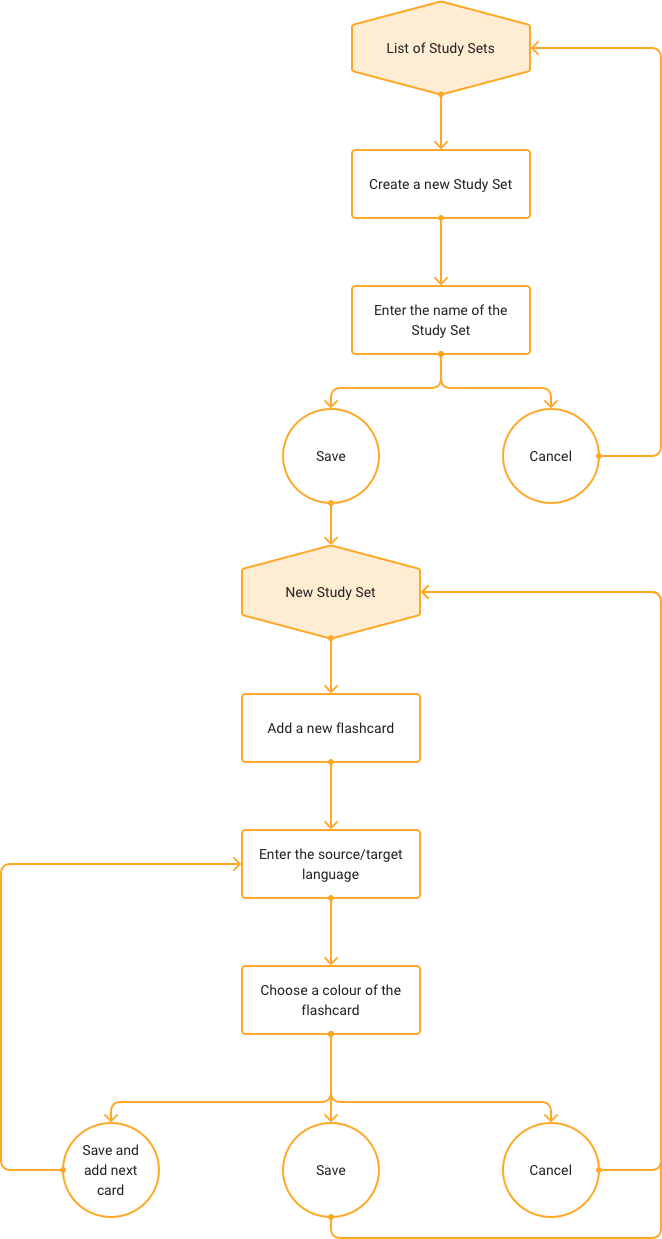 List of Study Sets
Create a new Study Set
Enter the name of the
Study Set
Save
Cancel
New Study Set
Add a new flashcard
Enter the source/target
language
Choose a colour of the
flashcard
Save and
add next
card
Save
Cancel